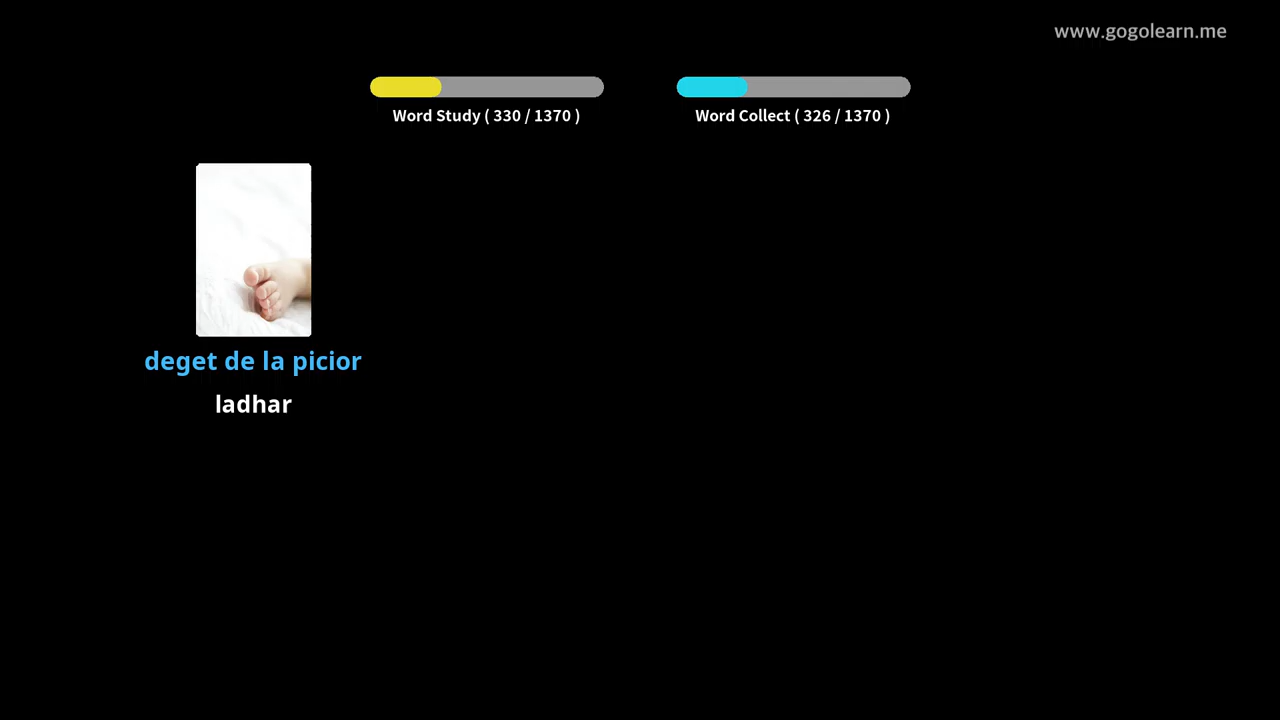 www.gogolearn.me
Word Study ( 330 / 1370 )
Word Collect ( 326 / 1370 )
deget de la picior
ladhar